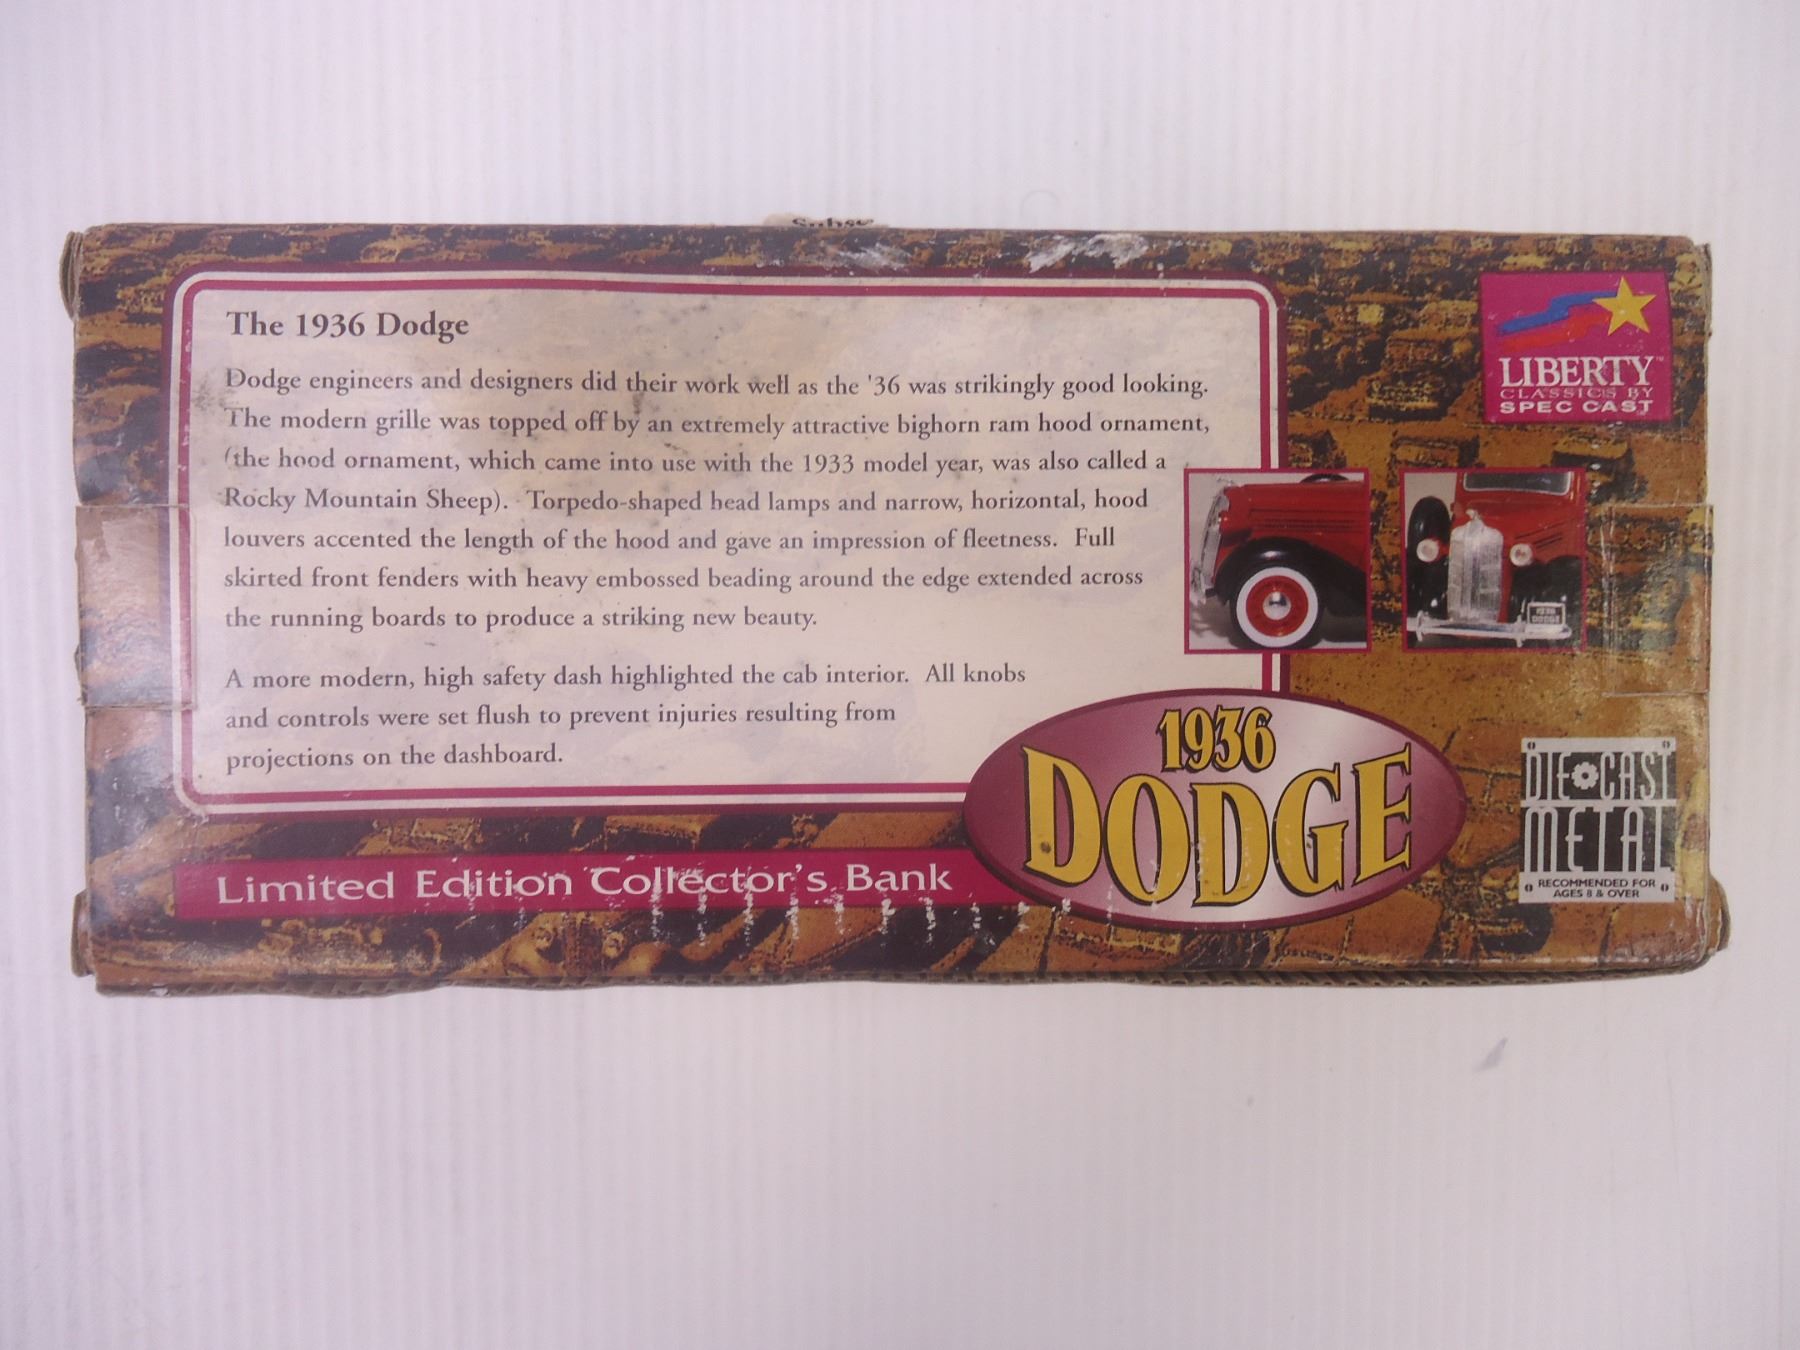 Subsc
The 1936 Dodge
Dodge engineers and designers did their work well as the '36 was strikingly good looking.
The modern grille was topped off by an extremely attractive bighorn ram hood ornament,
(the hood ornament, which came into use with the 1933 model year, was also called a
Rocky Mountain Sheep). Torpedo-shaped head lamps and narrow, horizontal, hood
louvers accented the length of the hood and gave an impression of fleetness. Full
skirted front fenders with heavy embossed beading around the edge extended across
the running boards to produce a striking new beauty.
A more modern, high safety dash highlighted the cab interior. All knobs
and controls were set flush to prevent injuries resulting from
projections on the dashboard.
LIBERTY™
CLASSICS BY
SPEC CAST
1936
DODGE
1936
DODGE
Limited Edition Collector's Bank
DIE CAST
METAL
RECOMMENDED FOR
AGES 8 & OVER